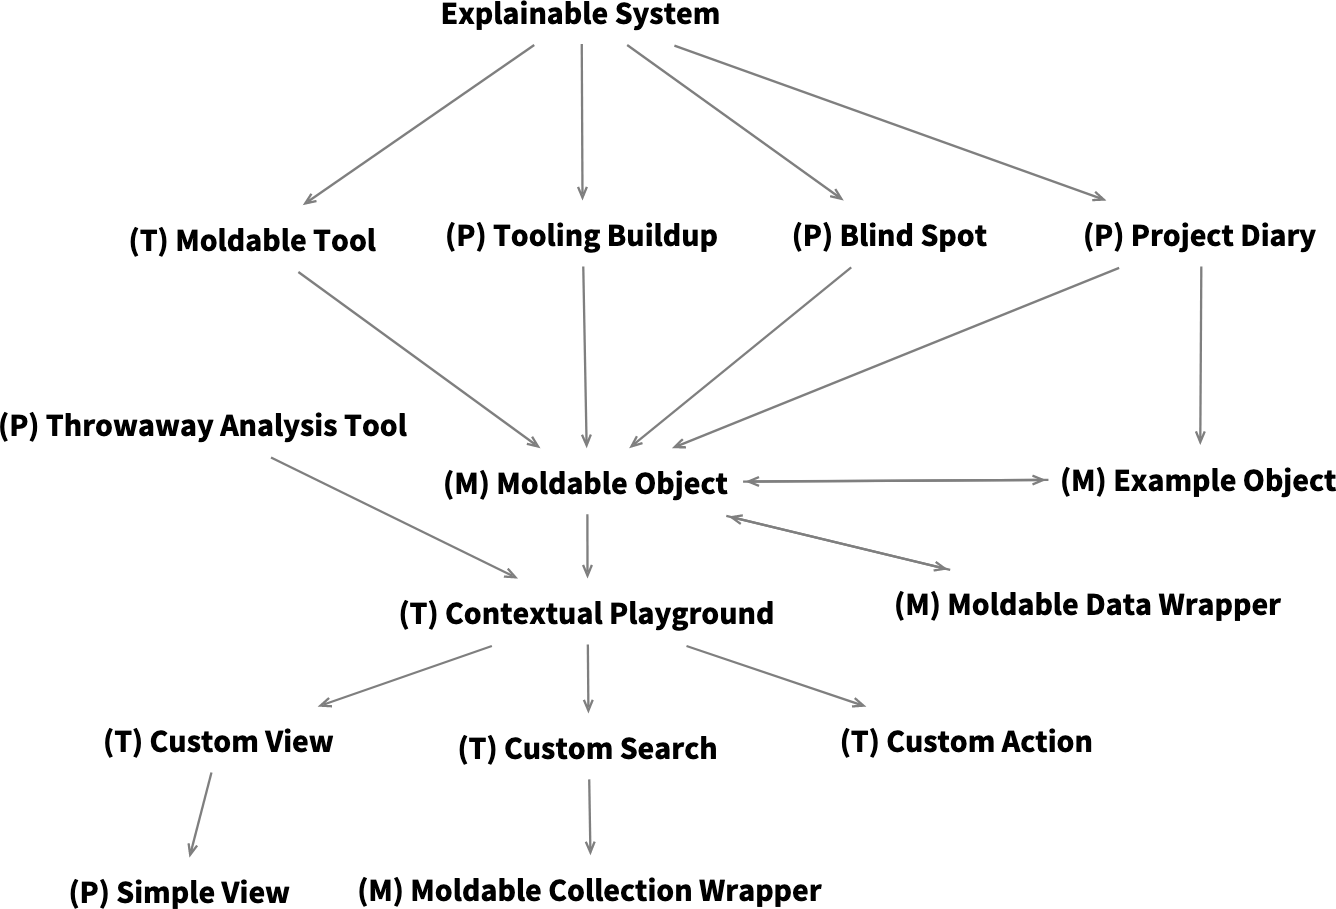 Explainable System
(T) Moldable Tool
(P) Tooling Buildup
(P) Blind Spot
(P) Project Diary
(P) Throwaway Analysis Tool
(M) Moldable Object
(M) Example Object
(T) Contextual Playground
(M) Moldable Data Wrapper
(T) Custom View
(T) Custom Search
(T) Custom Action
(P) Simple View
(M) Moldable Collection Wrapper